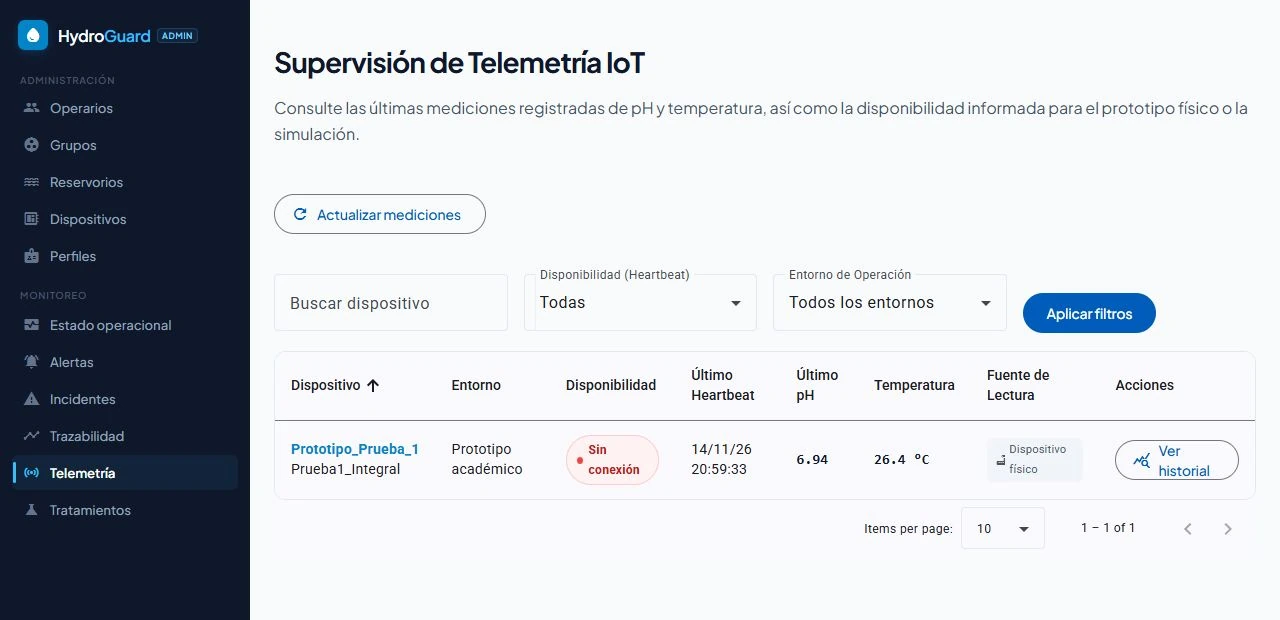 HydroGuard ADMIN
ADMINISTRACIÓN
Operarios
Grupos
Reservorios
Dispositivos
Perfiles
MONITOREO
Estado operacional
Alertas
Incidentes
Trazabilidad
Telemetría
Tratamientos
Supervisión de Telemetría IoT
Consulte las últimas mediciones registradas de pH y temperatura, así como la disponibilidad informada para el prototipo físico o la
simulación.
Actualizar mediciones
Buscar dispositivo
Disponibilidad (Heartbeat)
Todas
Entorno de Operación
Todos los entornos
Aplicar filtros
Dispositivo
Entorno
Disponibilidad
Último
Heartbeat
Último
pH
Temperatura
Fuente de
Lectura
Acciones
Prototipo_Prueba_1
Prueba1_Integral
Prototipo
académico
Sin
conexión
14/11/26
20:59:33
6.94
26.4 °C
Dispositivo
físico
Ver
historial
Items per page:
10
1 – 1 of 1